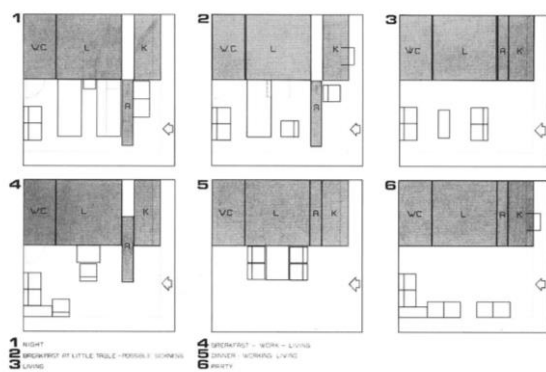 1 2 3
WC L K WC L K WC L A K
A A
4 5 6
WC L K WC L A K WC L A K
A
1 NIGHT 4 BREAKFAST - WORK - LIVING
2 BREAKFAST AT LITTLE TABLE - POSSIBLE SICKNESS 5 DINNER - WORKING LIVING
3 LIVING 6 PARTY